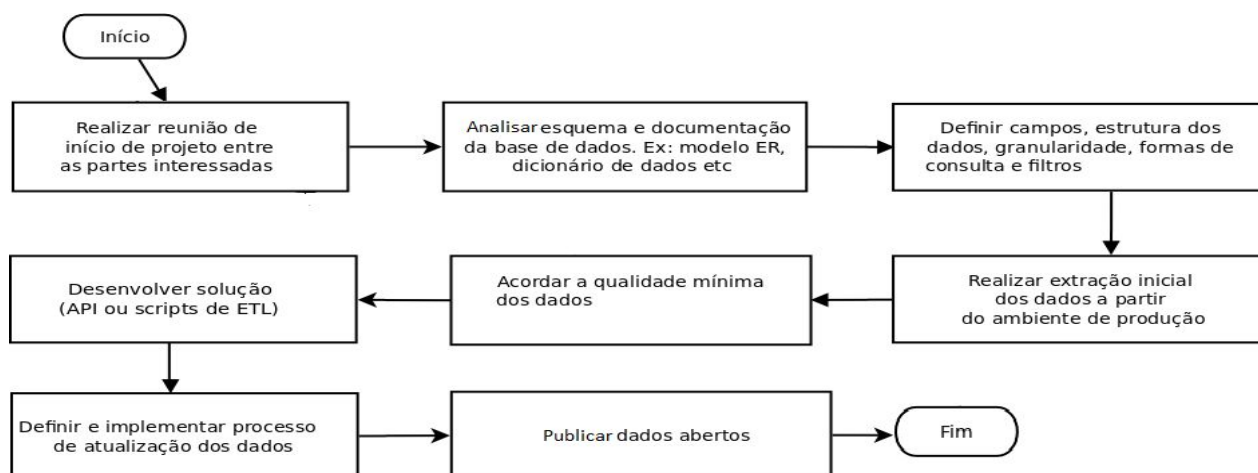 Início
Realizar reunião de
início de projeto entre
as partes interessadas
Analisar esquema e documentação
da base de dados. Ex: modelo ER,
dicionário de dados etc
Definir campos, estrutura dos
dados, granularidade, formas de
consulta e filtros
Realizar extração inicial
dos dados a partir
do ambiente de produção
Acordar a qualidade mínima
dos dados
Desenvolver solução
(API ou scripts de ETL)
Definir e implementar processo
de atualização dos dados
Publicar dados abertos
Fim